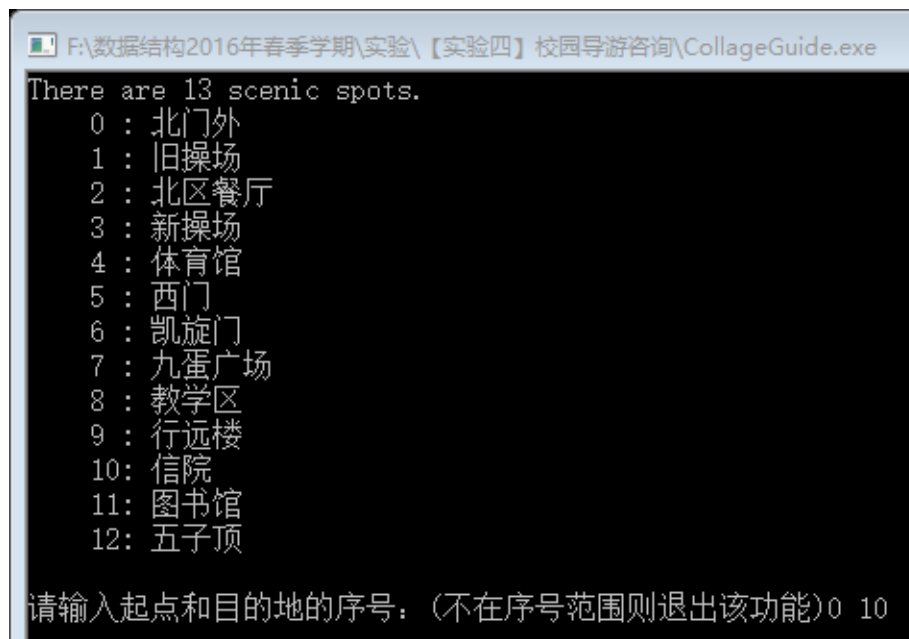 F:\数据结构2016年春季学期\实验\【实验四】校园导游咨询\CollageGuide.exe
There are 13 scenic spots.
0 : 北门外
1 : 旧操场
2 : 北区餐厅
3 : 新操场
4 : 体育馆
5 : 西门
6 : 凯旋门
7 : 九蛋广场
8 : 教学区
9 : 行远楼
10: 信院
11: 图书馆
12: 五子顶
请输入起点和目的地的序号：(不在序号范围则退出该功能)0 10